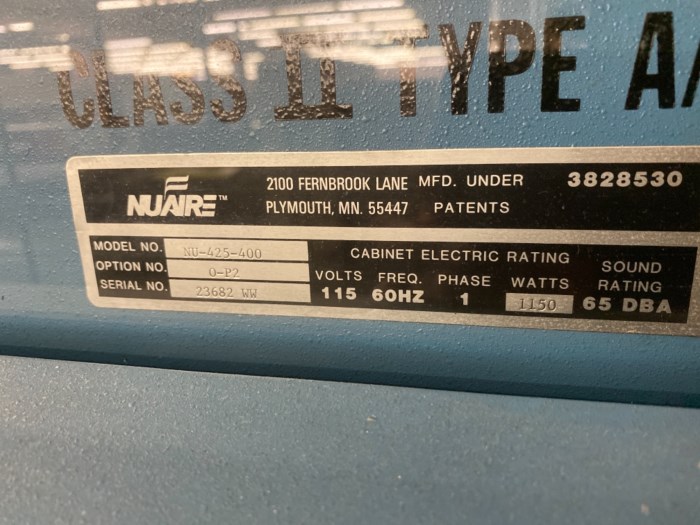 CLASS II TYPE A/
NUAIRE™
2100 FERNBROOK LANE
PLYMOUTH, MN. 55447
MFD. UNDER
PATENTS
3828530
MODEL NO. NU-425-400
OPTION NO. O-P2
SERIAL NO. 23682 WW
CABINET ELECTRIC RATING
VOLTS FREQ. PHASE WATTS
115 60HZ 1 1150
SOUND
RATING
65 DBA